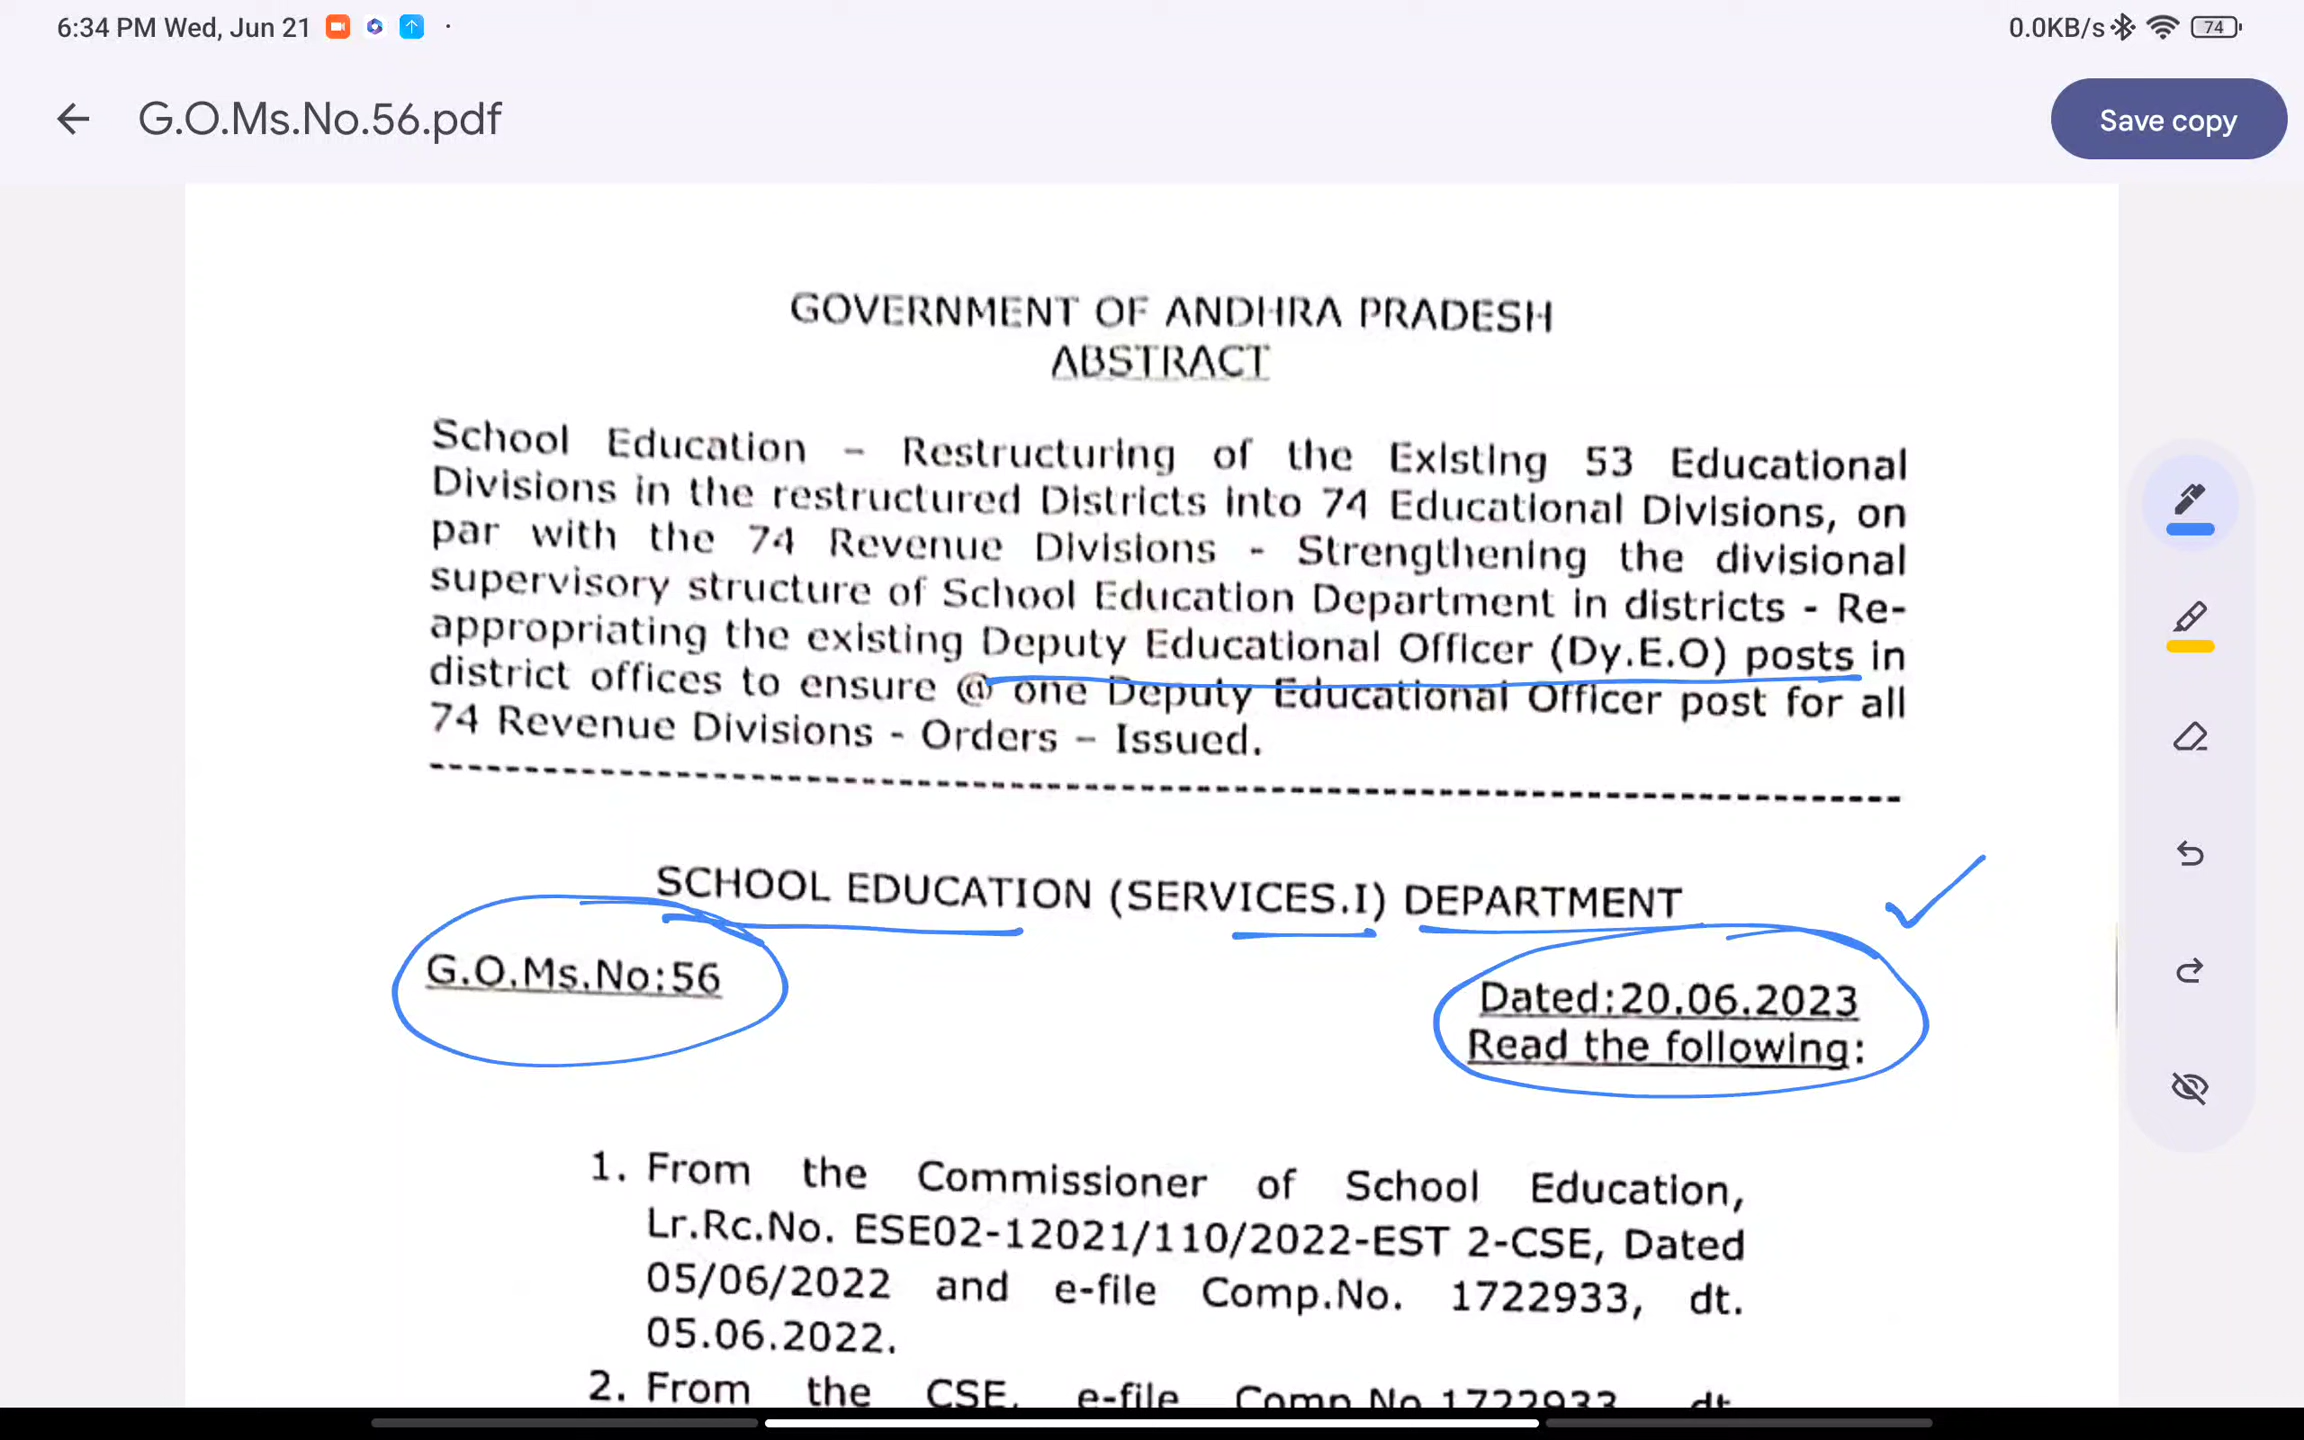 6:34 PM Wed, Jun 21
0.0KB/s
74
G.O.Ms.No.56.pdf
Save copy
GOVERNMENT OF ANDHRA PRADESH
ABSTRACT
School Education – Restructuring of the Existing 53 Educational
Divisions in the restructured Districts into 74 Educational Divisions, on
par with the 74 Revenue Divisions - Strengthening the divisional
supervisory structure of School Education Department in districts - Re-
appropriating the existing Deputy Educational Officer (Dy.E.O) posts in
district offices to ensure @ one Deputy Educational Officer post for all
74 Revenue Divisions - Orders – Issued.
SCHOOL EDUCATION (SERVICES.I) DEPARTMENT
G.O.Ms.No:56
Dated:20.06.2023
Read the following:
1. From the Commissioner of School Education,
Lr.Rc.No. ESE02-12021/110/2022-EST 2-CSE, Dated
05/06/2022 and e-file Comp.No. 1722933, dt.
05.06.2022.
2. From the CSE, e-file Comp.No.1722933, dt.